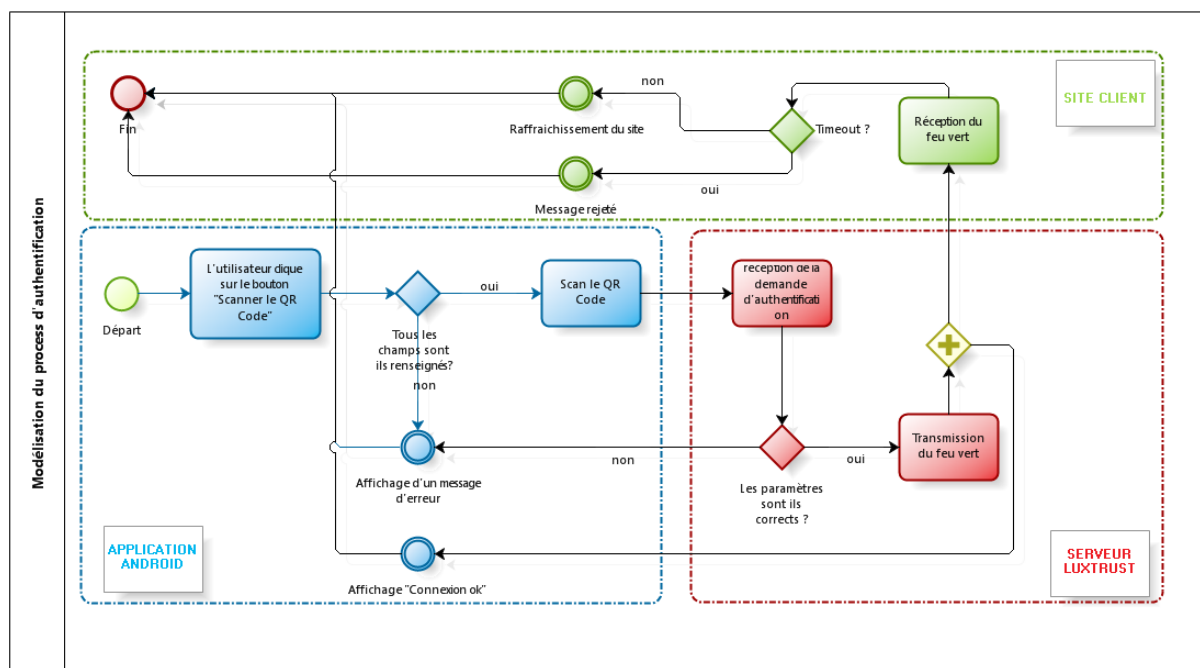 Modélisation du process d'authentification
SITE CLIENT
non
Fin
Raffraichissement du site
Timeout ?
Réception du
feu vert
oui
Message rejeté
L'utilisateur clique
sur le bouton
"Scanner le QR
Code"
Départ
oui
Scan le QR
Code
Tous les
champs sont
ils renseignés?
non
réception de la
demande
d'authentificati
on
Affichage d'un message
d'erreur
non
oui
Transmission
du feu vert
Les paramètres
sont ils
corrects ?
APPLICATION
ANDROID
Affichage "Connexion ok"
SERVEUR
LUXTRUST